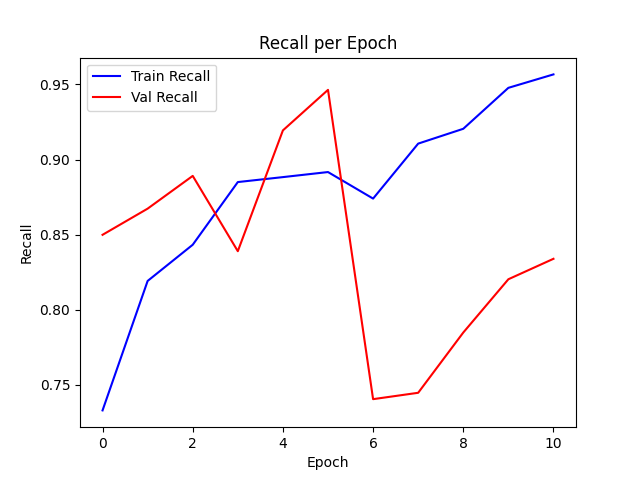 Recall per Epoch
Train Recall
Val Recall
0.95
0.90
0.85
0.80
0.75
Recall
0 2 4 6 8 10
Epoch